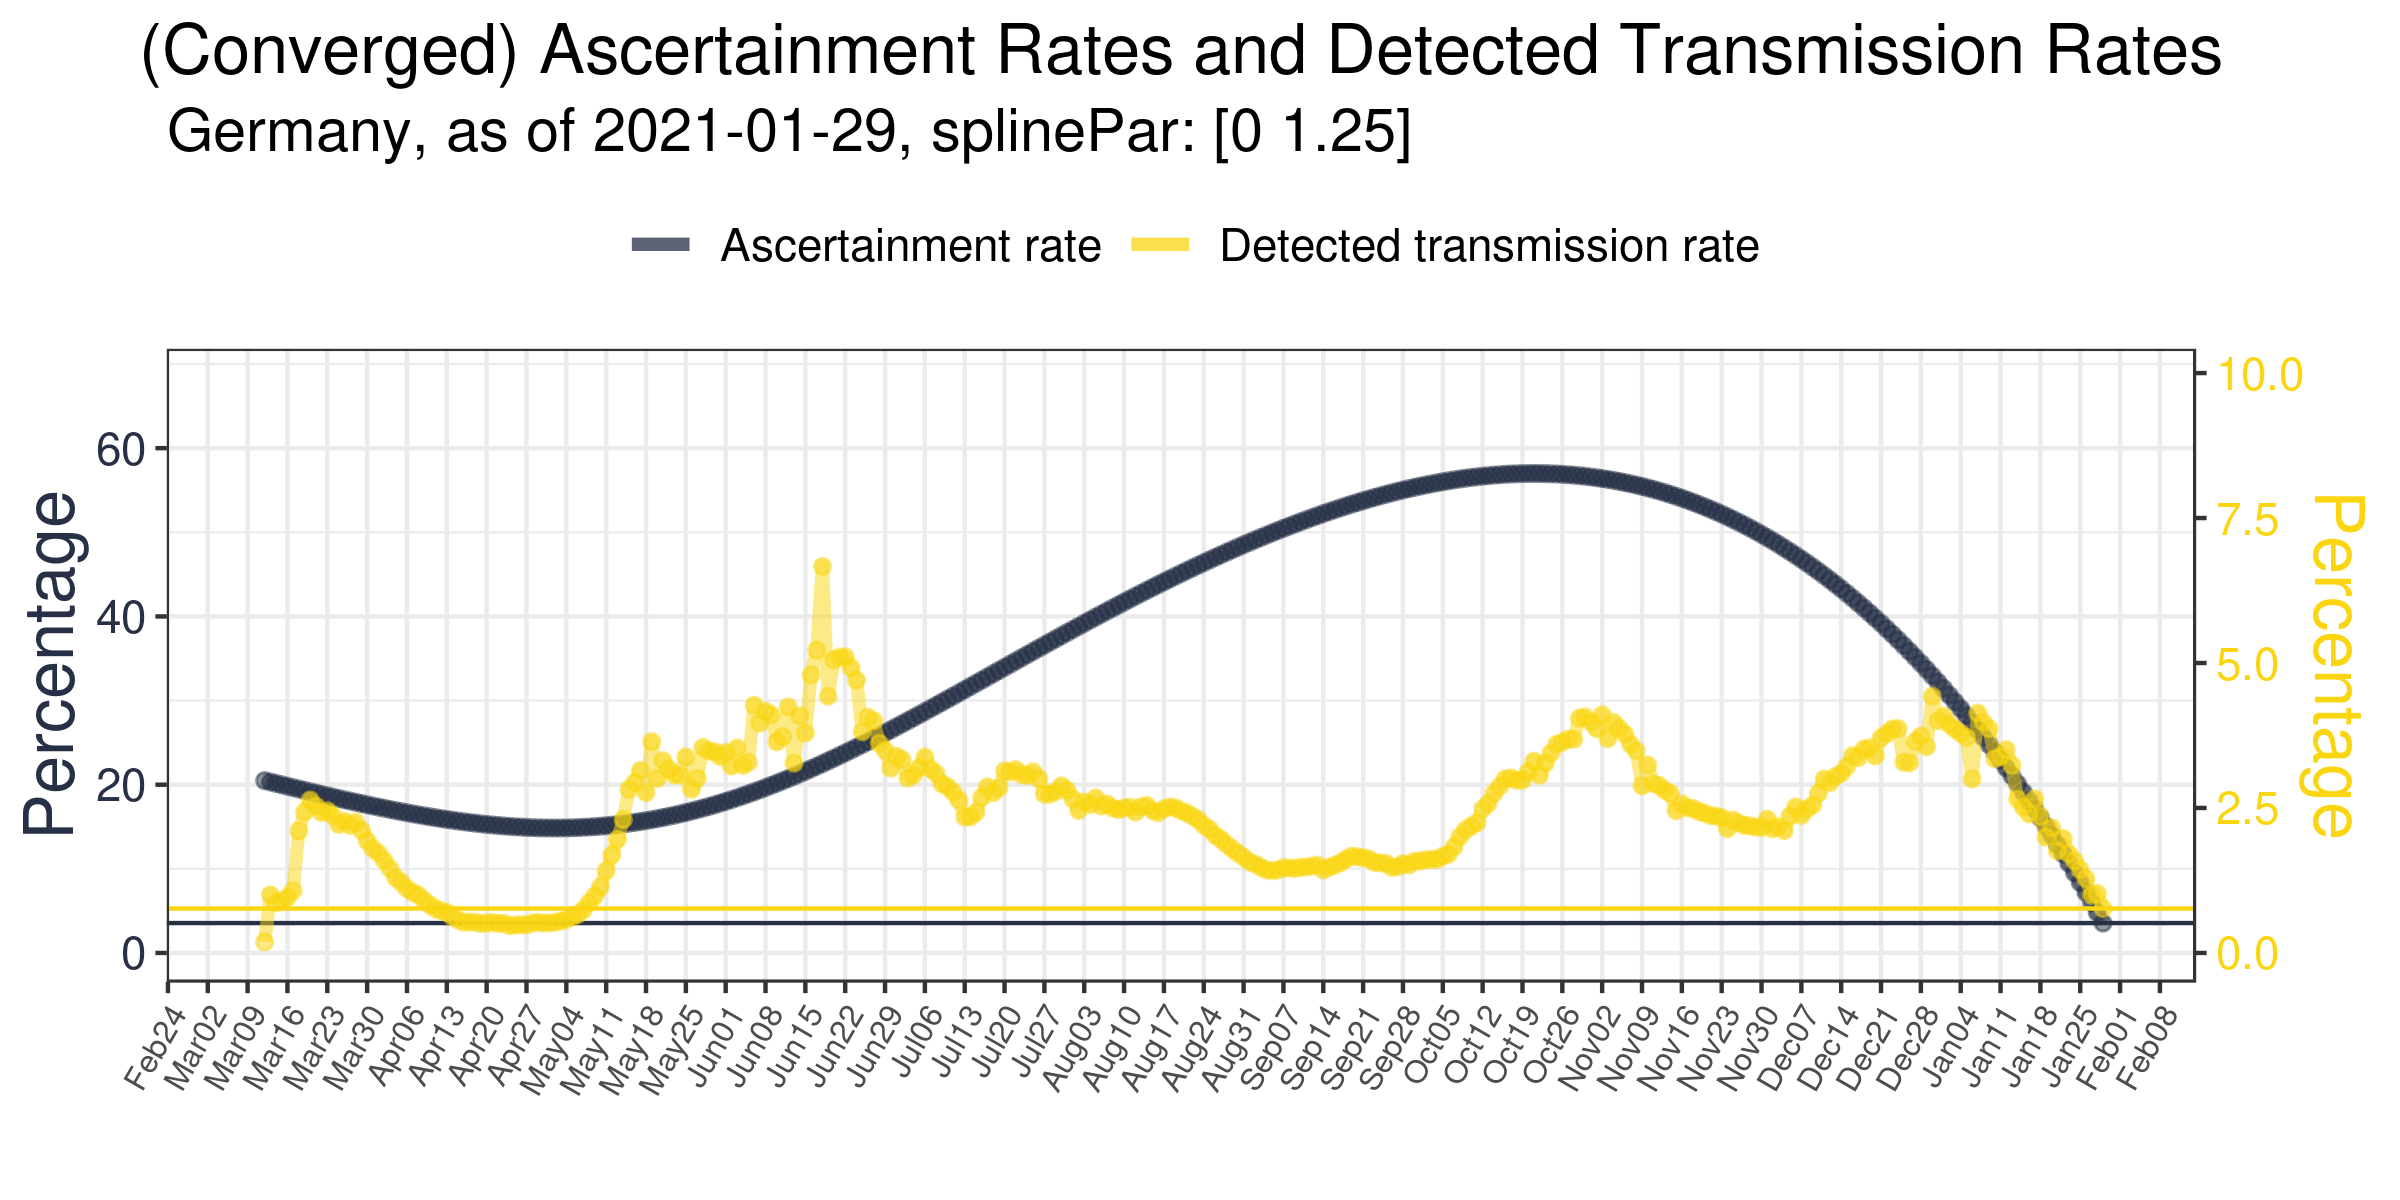 (Converged) Ascertainment Rates and Detected Transmission Rates
Germany, as of 2021-01-29, splinePar: [0 1.25]
Ascertainment rate
Detected transmission rate
Percentage
60
40
20
0
10.0
7.5
5.0
2.5
0.0
Percentage
Feb24
Mar02
Mar09
Mar16
Mar23
Mar30
Apr06
Apr13
Apr20
Apr27
May04
May11
May18
May25
Jun01
Jun08
Jun15
Jun22
Jun29
Jul06
Jul13
Jul20
Jul27
Aug03
Aug10
Aug17
Aug24
Aug31
Sep07
Sep14
Sep21
Sep28
Oct05
Oct12
Oct19
Oct26
Nov02
Nov09
Nov16
Nov23
Nov30
Dec07
Dec14
Dec21
Dec28
Jan04
Jan11
Jan18
Jan25
Feb01
Feb08